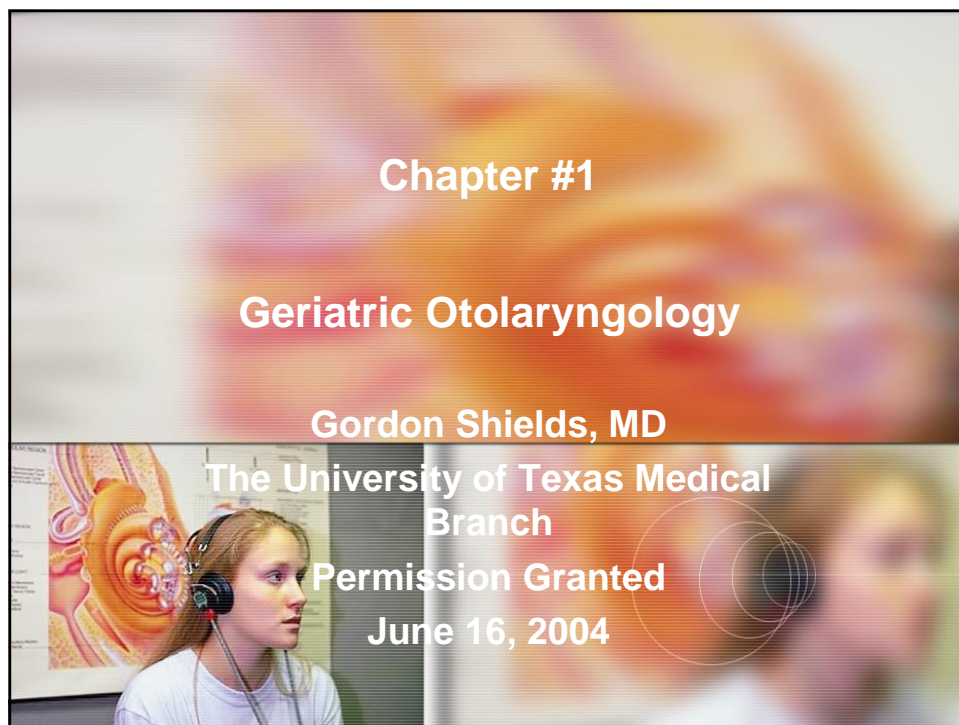 Chapter #1
Geriatric Otolaryngology
Gordon Shields, MD
The University of Texas Medical
Branch
Permission Granted
June 16, 2004